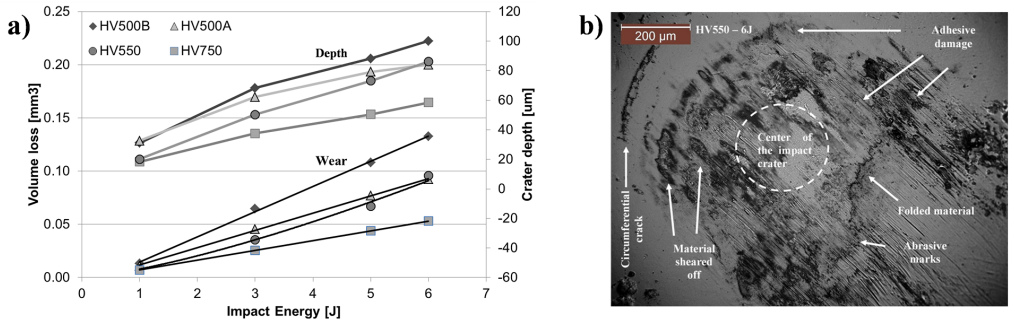 a)
HV500B
HV500A
HV550
HV750
Depth
Wear
Volume loss [mm3]
0.25
0.20
0.15
0.10
0.05
0.00
0
1
2
3
4
5
6
7
Impact Energy [J]
120
100
80
60
40
20
0
-20
-40
-60
Crater depth [um]
b)
200 µm
HV550 – 6J
Adhesive
damage
Center of
the impact
crater
Circumferential
crack
Material
sheared
off
Folded material
Abrasive
marks